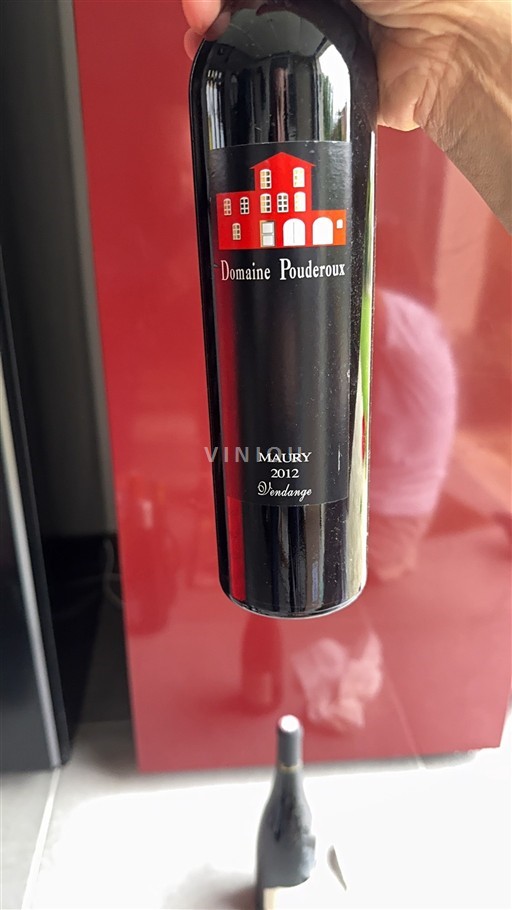 Domaine Pouderoux
VINIOU
MAURY
2012
Vendange